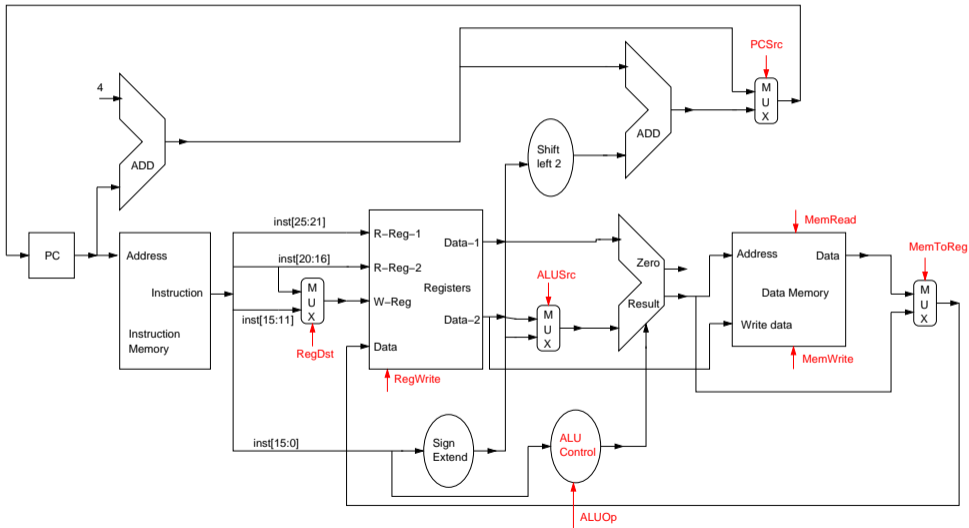 PCSrc
M
U
X
4
ADD
ADD
Shift
left 2
PC
Address
Instruction
Instruction
Memory
inst[25:21]
inst[20:16]
inst[15:11]
M
U
X
RegDst
R-Reg-1
R-Reg-2
W-Reg
Data
Registers
Data-1
Data-2
RegWrite
ALUSrc
M
U
X
Zero
Result
MemRead
Address
Data
Data Memory
Write data
MemWrite
MemToReg
M
U
X
inst[15:0]
Sign
Extend
ALU
Control
ALUOp